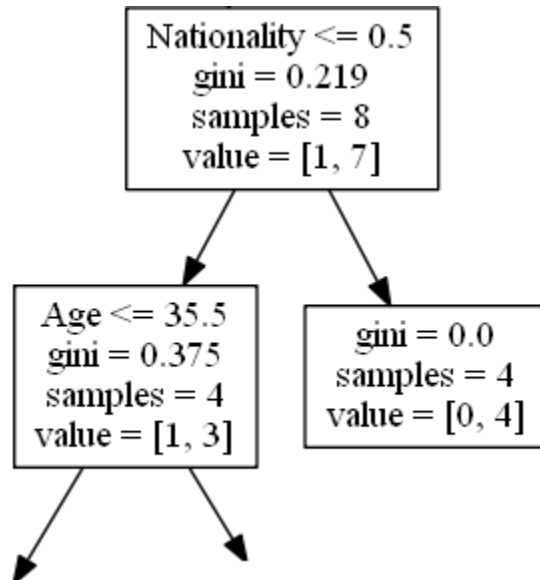 Nationality <= 0.5
gini = 0.219
samples = 8
value = [1, 7]
Age <= 35.5
gini = 0.375
samples = 4
value = [1, 3]
gini = 0.0
samples = 4
value = [0, 4]